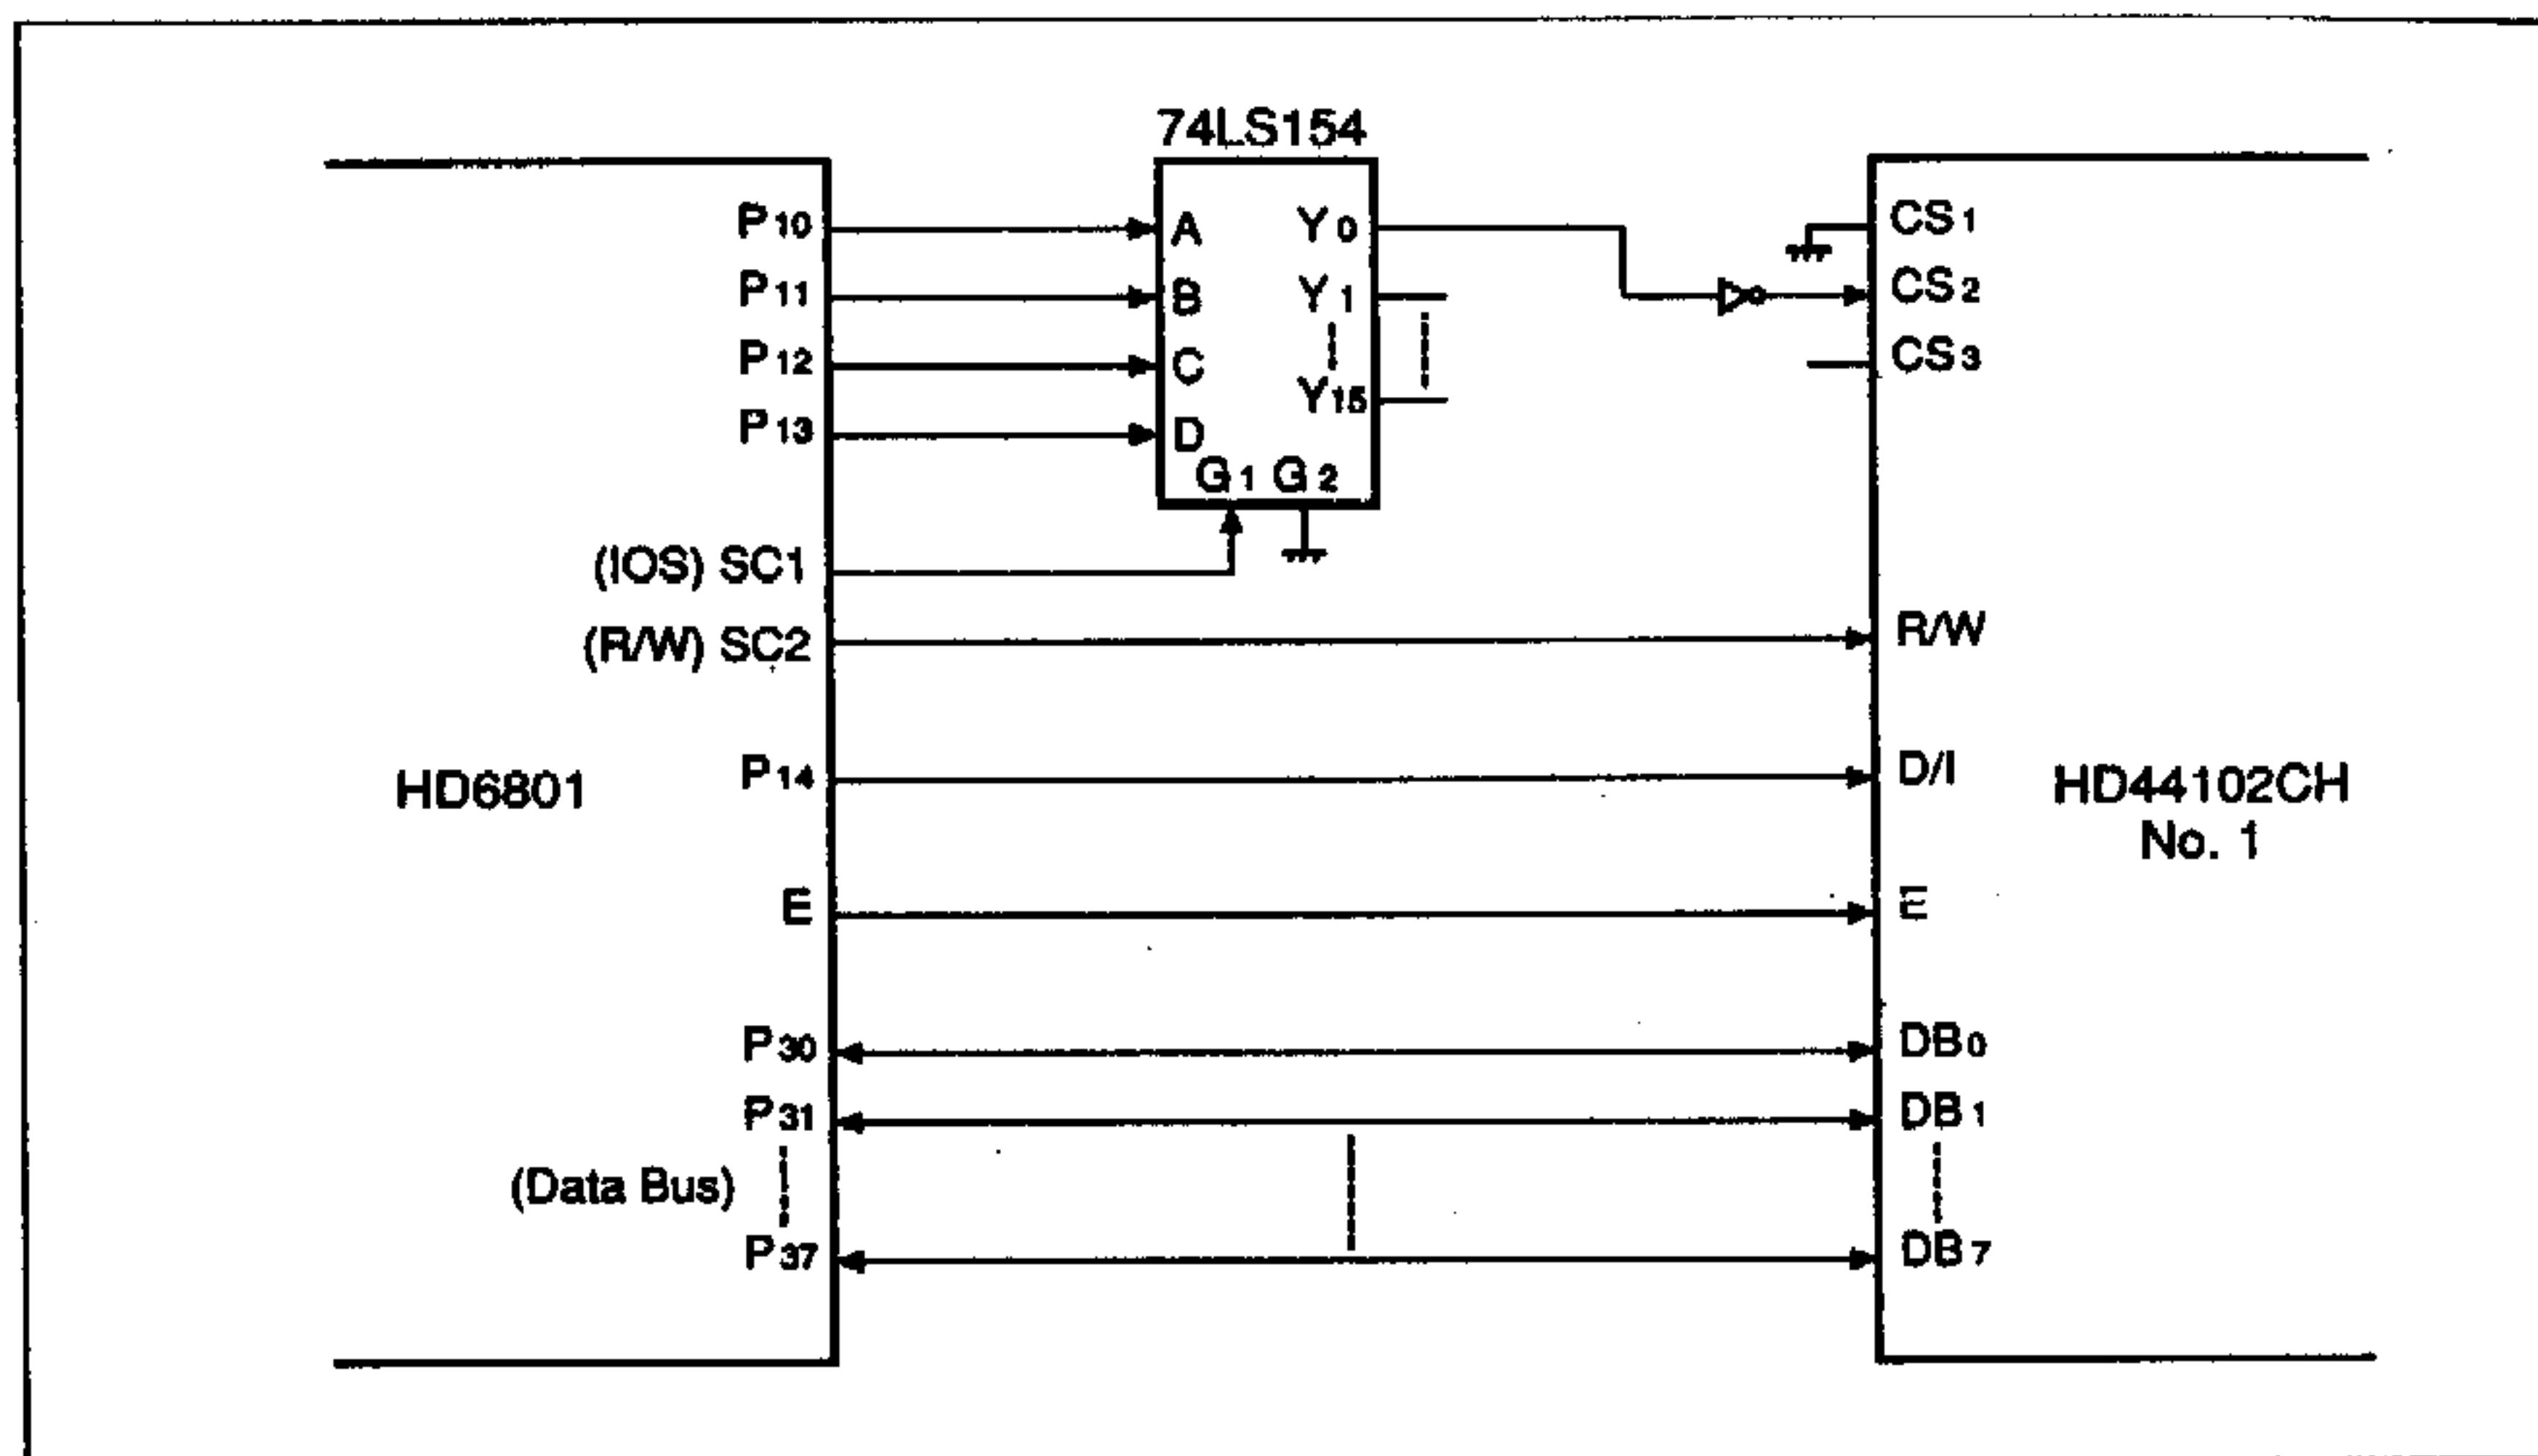 74LS154
P10
P11
P12
P13
A
B
C
D
Y0
Y1
Y15
G1 G2
CS1
CS2
CS3
(IOS) SC1
(R/W) SC2
R/W
HD6801
P14
D/I
HD44102CH
No. 1
E
E
P30
DB0
P31
DB1
(Data Bus)
P37
DB7